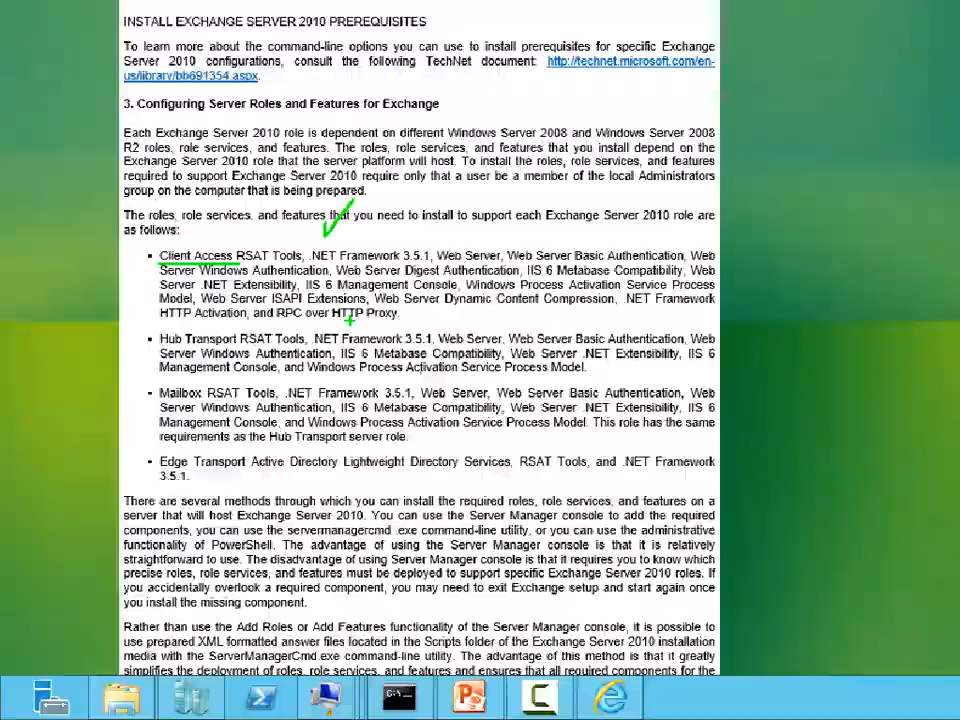 INSTALL EXCHANGE SERVER 2010 PREREQUISITES
To learn more about the command-line options you can use to install prerequisites for specific Exchange
Server 2010 configurations, consult the following TechNet document: http://technet.microsoft.com/en-
us/library/bb691354.aspx.
3. Configuring Server Roles and Features for Exchange
Each Exchange Server 2010 role is dependent on different Windows Server 2008 and Windows Server 2008
R2 roles, role services, and features. The roles, role services, and features that you install depend on the
Exchange Server 2010 role that the server platform will host. To install the roles, role services, and features
required to support Exchange Server 2010 require only that a user be a member of the local Administrators
group on the computer that is being prepared.
The roles, role services, and features that you need to install to support each Exchange Server 2010 role are
as follows:
• Client Access RSAT Tools, .NET Framework 3.5.1, Web Server, Web Server Basic Authentication, Web
Server Windows Authentication, Web Server Digest Authentication, IIS 6 Metabase Compatibility, Web
Server .NET Extensibility, IIS 6 Management Console, Windows Process Activation Service Process
Model, Web Server ISAPI Extensions, Web Server Dynamic Content Compression, .NET Framework
HTTP Activation, and RPC over HTTP Proxy.
• Hub Transport RSAT Tools, .NET Framework 3.5.1, Web Server, Web Server Basic Authentication, Web
Server Windows Authentication, IIS 6 Metabase Compatibility, Web Server .NET Extensibility, IIS 6
Management Console, and Windows Process Activation Service Process Model.
• Mailbox RSAT Tools, .NET Framework 3.5.1, Web Server, Web Server Basic Authentication, Web
Server Windows Authentication, IIS 6 Metabase Compatibility, Web Server .NET Extensibility, IIS 6
Management Console, and Windows Process Activation Service Process Model. This role has the same
requirements as the Hub Transport server role.
• Edge Transport Active Directory Lightweight Directory Services, RSAT Tools, and .NET Framework
3.5.1.
There are several methods through which you can install the required roles, role services, and features on a
server that will host Exchange Server 2010. You can use the Server Manager console to add the required
components, you can use the servermanagercmd .exe command-line utility, or you can use the administrative
functionality of PowerShell. The advantage of using the Server Manager console is that it is relatively
straightforward to use. The disadvantage of using Server Manager console is that it requires you to know which
precise roles, role services, and features must be deployed to support specific Exchange Server 2010 roles. If
you accidentally overlook a required component, you may need to exit Exchange setup and start again once
you install the missing component.
Rather than use the Add Roles or Add Features functionality of the Server Manager console, it is possible to
use prepared XML formatted answer files located in the Scripts folder of the Exchange Server 2010 installation
media with the ServerManagerCmd.exe command-line utility. The advantage of this method is that it greatly
simplifies the deployment of roles, role services, and features and ensures that all required components for the